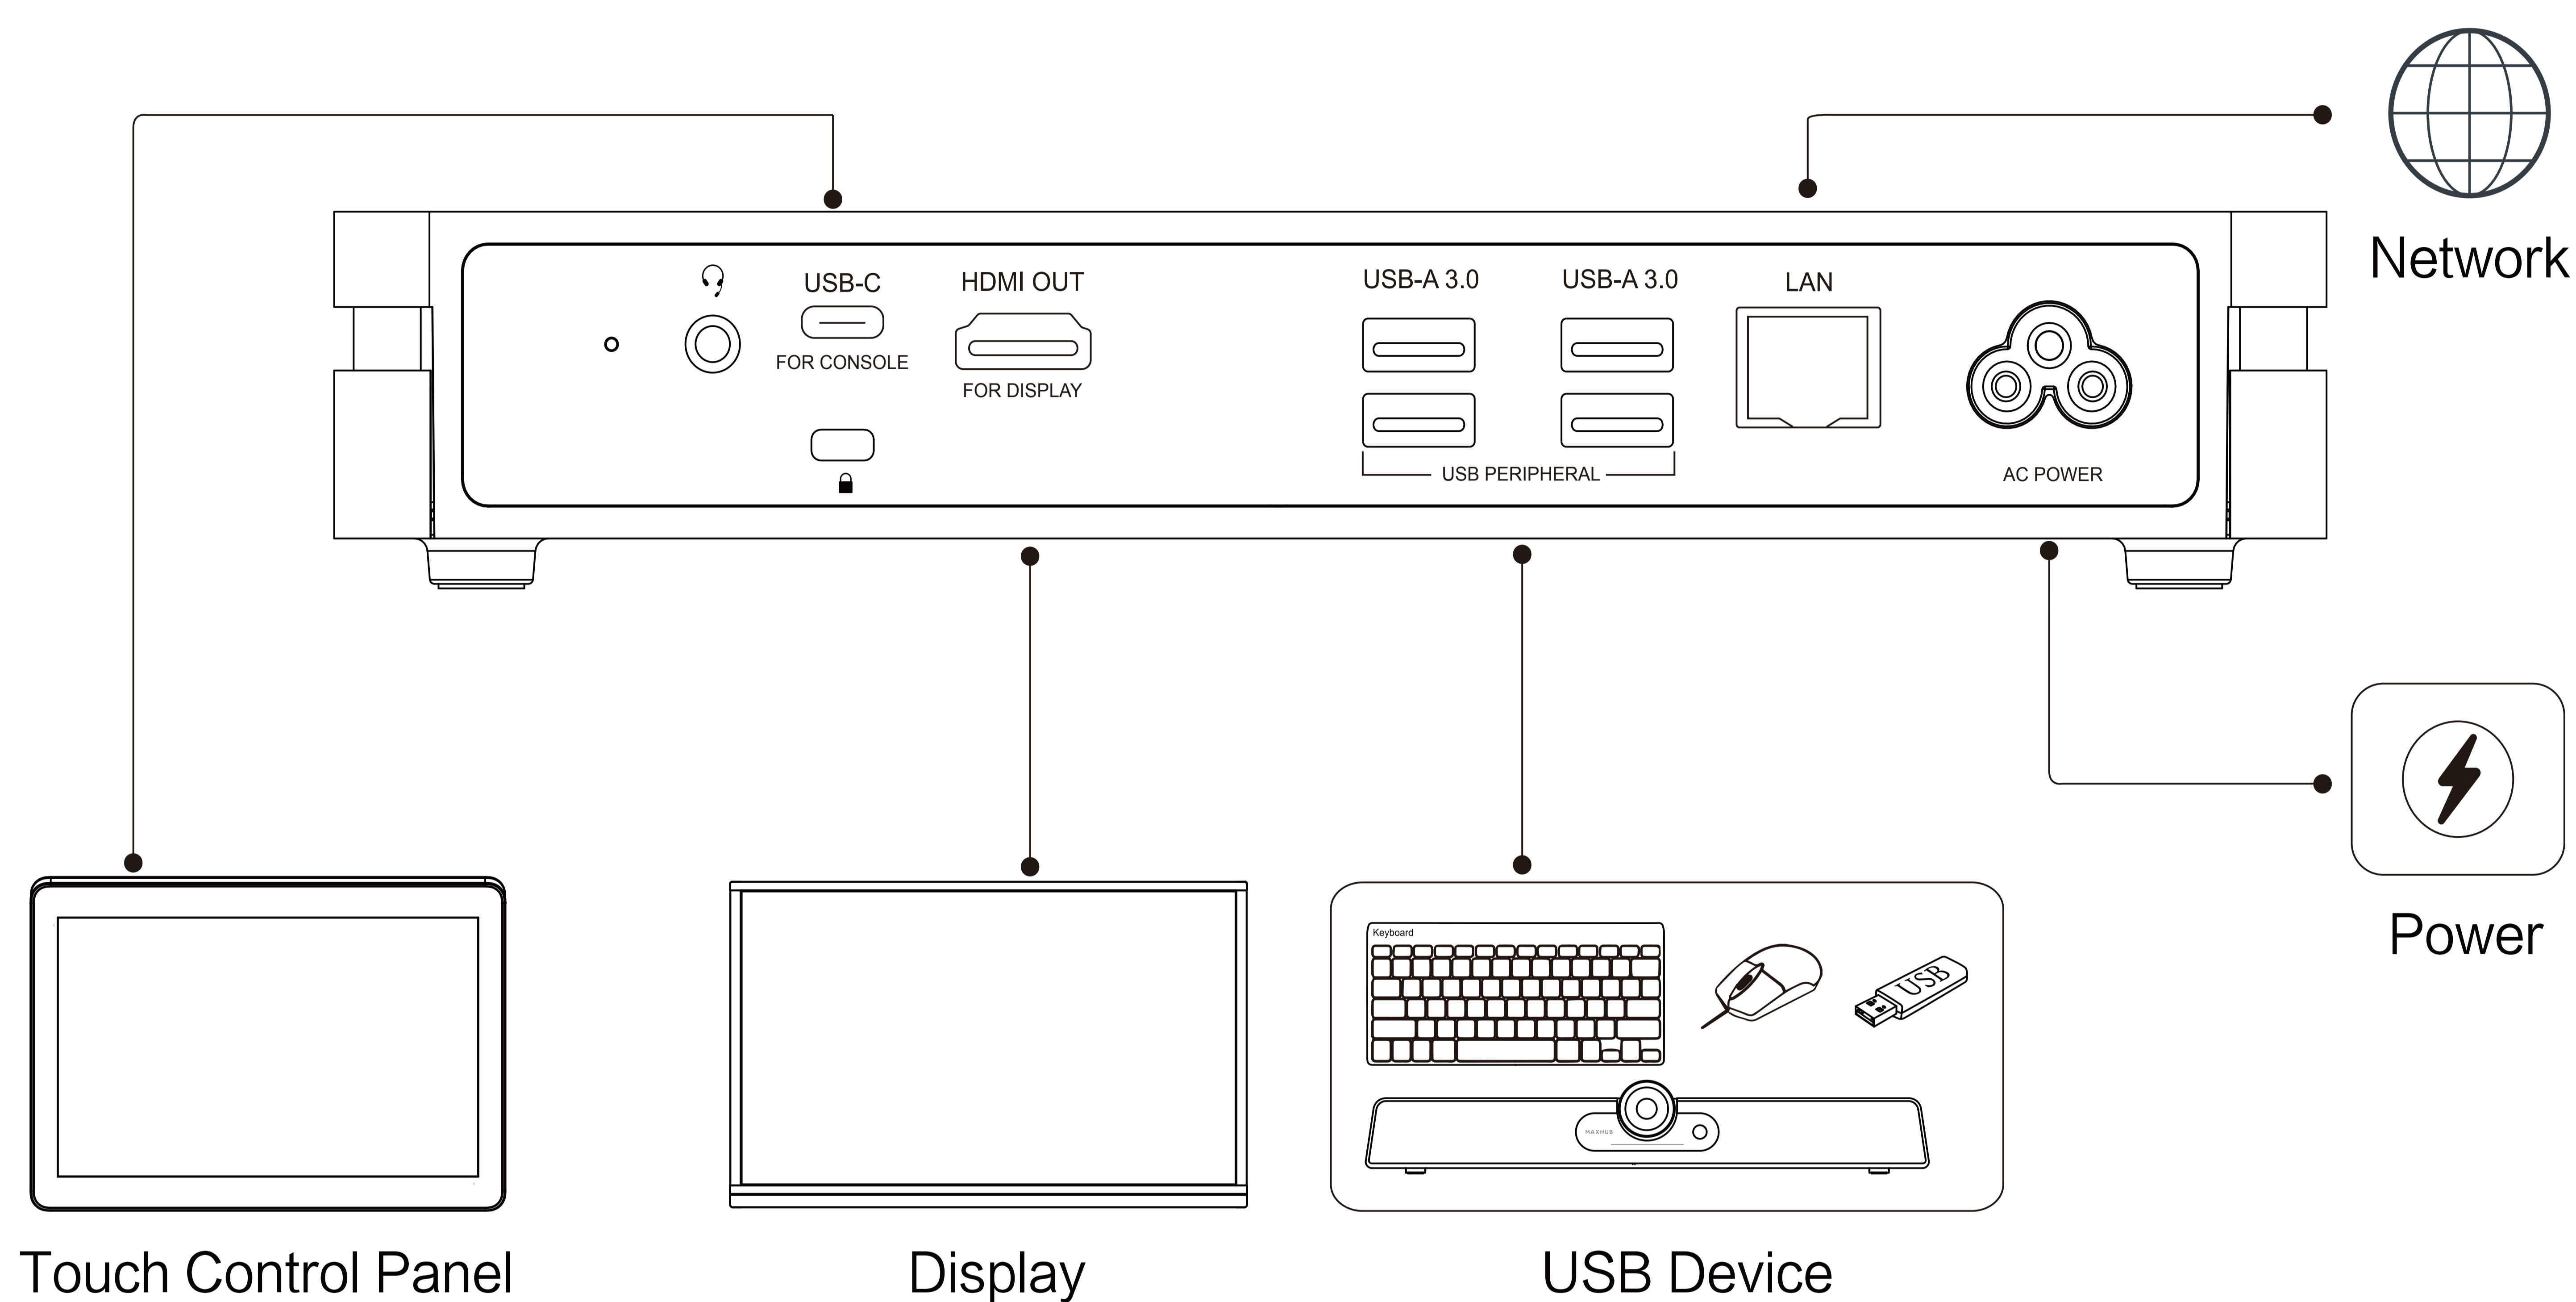 Network
USB-C
HDMI OUT
USB-A 3.0
USB-A 3.0
LAN
FOR CONSOLE
FOR DISPLAY
USB PERIPHERAL
AC POWER
Power
Keyboard
USB
MAXHUB
Touch Control Panel
Display
USB Device